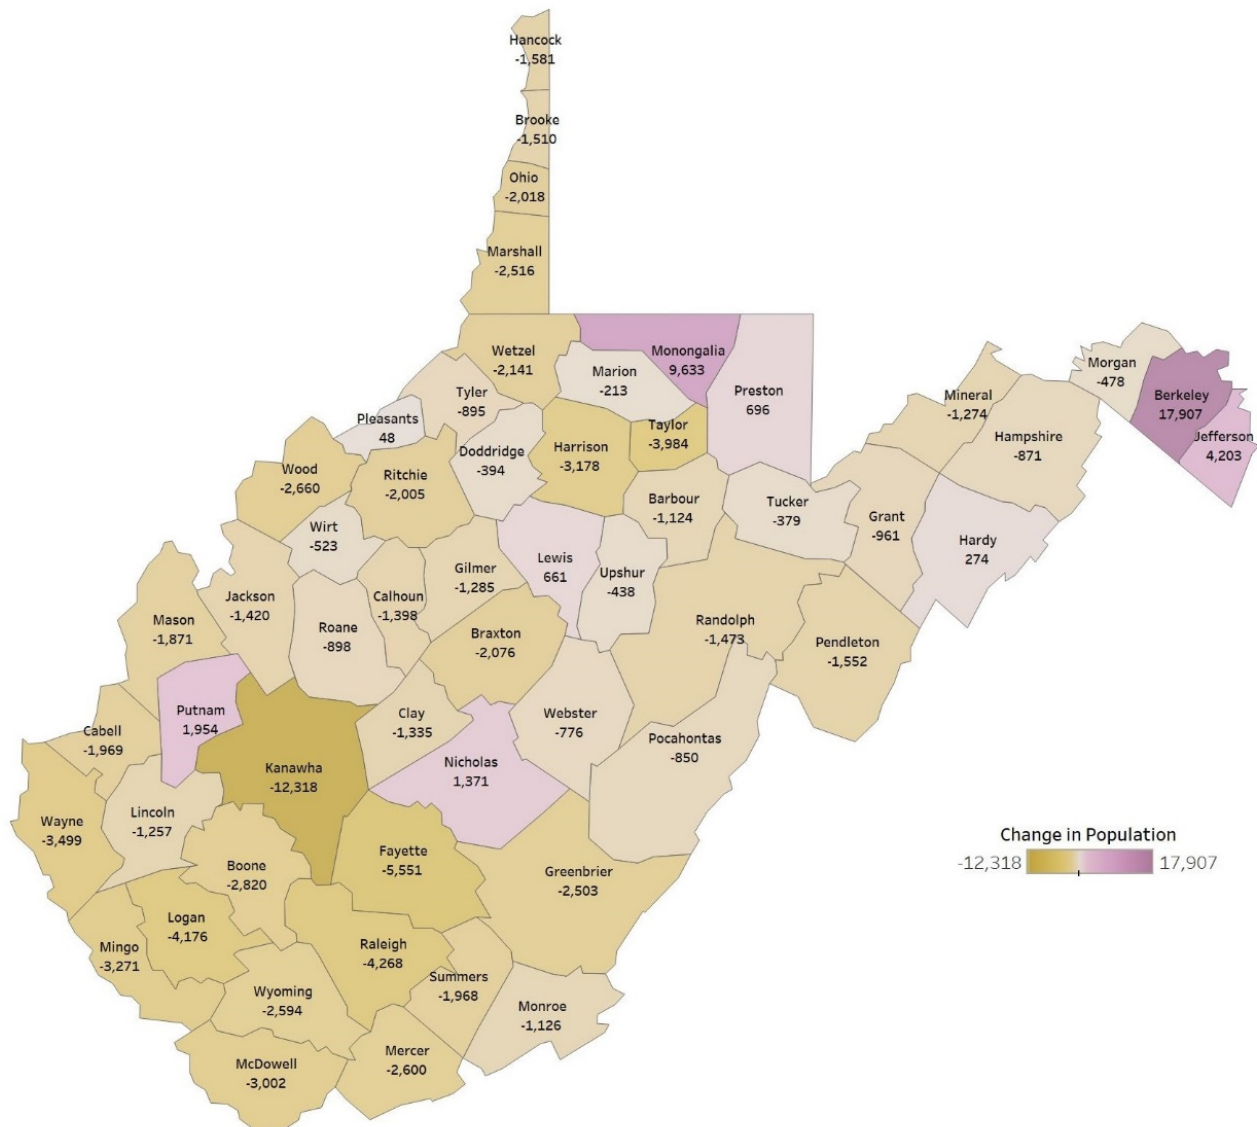 Hancock
-1,581
Brooke
-1,510
Ohio
-2,018
Marshall
-2,516
Wetzel
-2,141
Monongalia
9,633
Marion
-213
Preston
696
Tyler
-895
Pleasants
48
Doddridge
-394
Harrison
-3,178
Taylor
-3,984
Morgan
-478
Berkeley
17,907
Jefferson
4,203
Mineral
-1,274
Hampshire
-871
Wood
-2,660
Ritchie
-2,005
Barbour
-1,124
Tucker
-379
Grant
-961
Hardy
274
Wirt
-523
Lewis
661
Upshur
-438
Gilmer
-1,285
Calhoun
-1,398
Jackson
-1,420
Roane
-898
Mason
-1,871
Braxton
-2,076
Randolph
-1,473
Pendleton
-1,552
Putnam
1,954
Cabell
-1,969
Clay
-1,335
Webster
-776
Pocahontas
-850
Nicholas
1,371
Kanawha
-12,318
Wayne
-3,499
Lincoln
-1,257
Boone
-2,820
Fayette
-5,551
Greenbrier
-2,503
Change in Population
-12,318 17,907
Logan
-4,176
Mingo
-3,271
Raleigh
-4,268
Summers
-1,968
Wyoming
-2,594
Monroe
-1,126
McDowell
-3,002
Mercer
-2,600